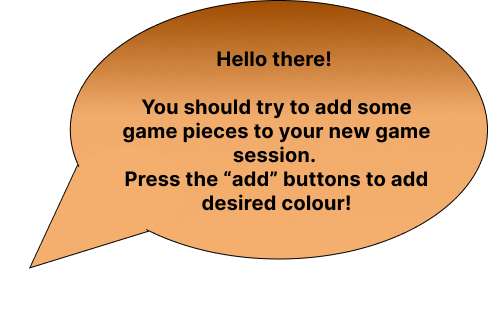 Hello there!
You should try to add some
game pieces to your new game
session.
Press the “add” buttons to add
desired colour!